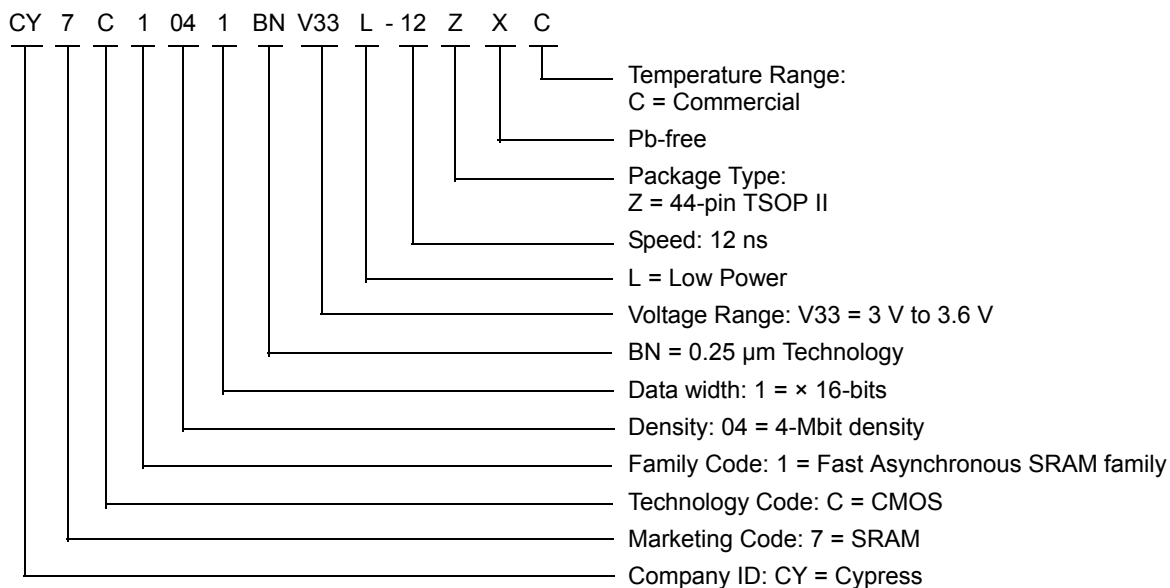 CY 7 C 1 04 1 BN V33 L - 12 Z X C
Temperature Range:
C = Commercial
Pb-free
Package Type:
Z = 44-pin TSOP II
Speed: 12 ns
L = Low Power
Voltage Range: V33 = 3 V to 3.6 V
BN = 0.25 µm Technology
Data width: 1 = × 16-bits
Density: 04 = 4-Mbit density
Family Code: 1 = Fast Asynchronous SRAM family
Technology Code: C = CMOS
Marketing Code: 7 = SRAM
Company ID: CY = Cypress